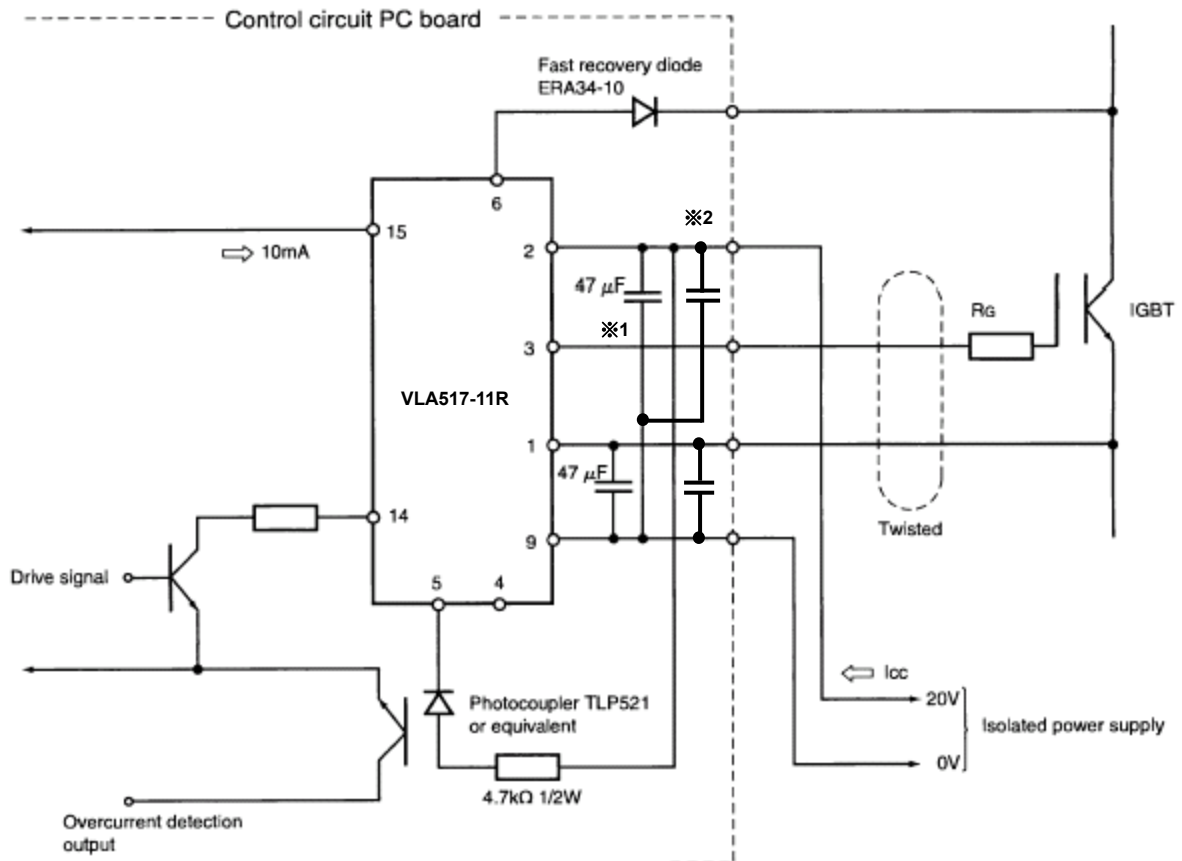 Control circuit PC board
Fast recovery diode
ERA34-10
6
15
10mA
2
※2
47 μF
※1
3
RG
IGBT
VLA517-11R
1
47 μF
14
9
Twisted
5
4
Drive signal
Icc
20V
Isolated power supply
0V
Photocoupler TLP521
or equivalent
4.7kΩ 1/2W
Overcurrent detection
output